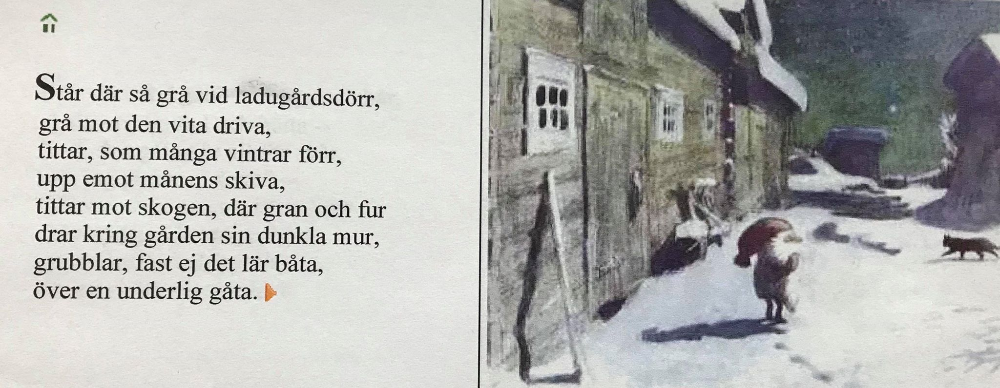 Står där så grå vid ladugårdsdörr,
grå mot den vita driva,
tittar, som många vintrar förr,
upp emot månens skiva,
tittar mot skogen, där gran och fur
drar kring gården sin dunkla mur,
grubblar, fast ej det lär båta,
över en underlig gåta.